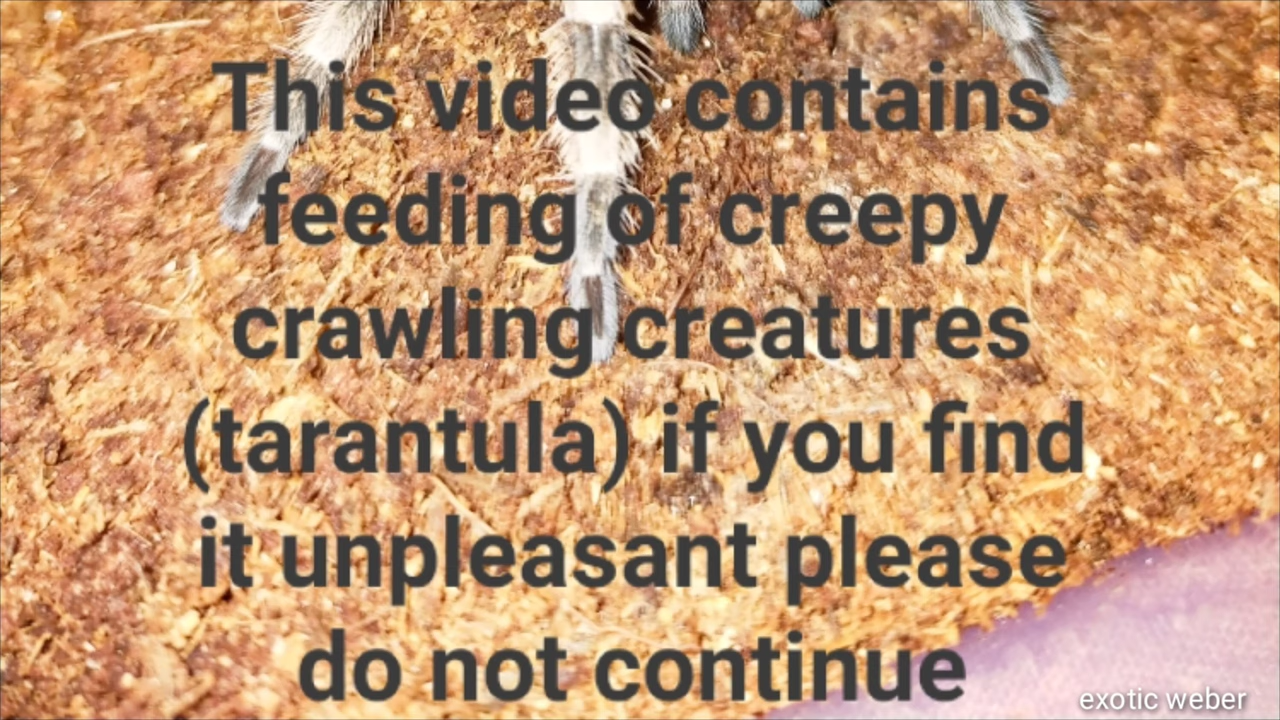 This video contains
feeding of creepy
crawling creatures
(tarantula) if you find
it unpleasant please
do not continue
exotic weber